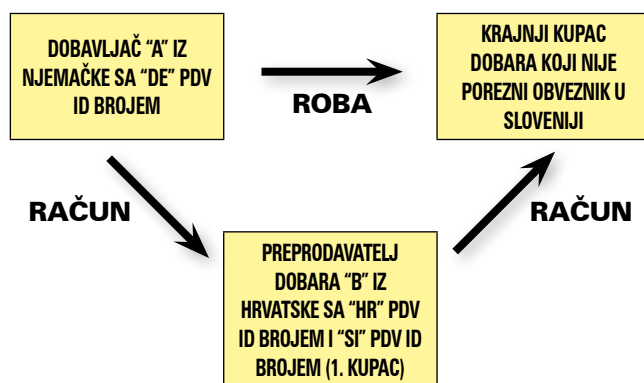 DOBAVLJAČ “A” IZ
NJEMAČKE SA “DE” PDV
ID BROJEM
ROBA
KRAJNJI KUPAC
DOBARA KOJI NIJE
POREZNI OBVEZNIK U
SLOVENIJI
RAČUN
RAČUN
PREPRODAVATELJ
DOBARA “B” IZ
HRVATSKE SA “HR” PDV
ID BROJEM I “SI” PDV ID
BROJEM (1. KUPAC)